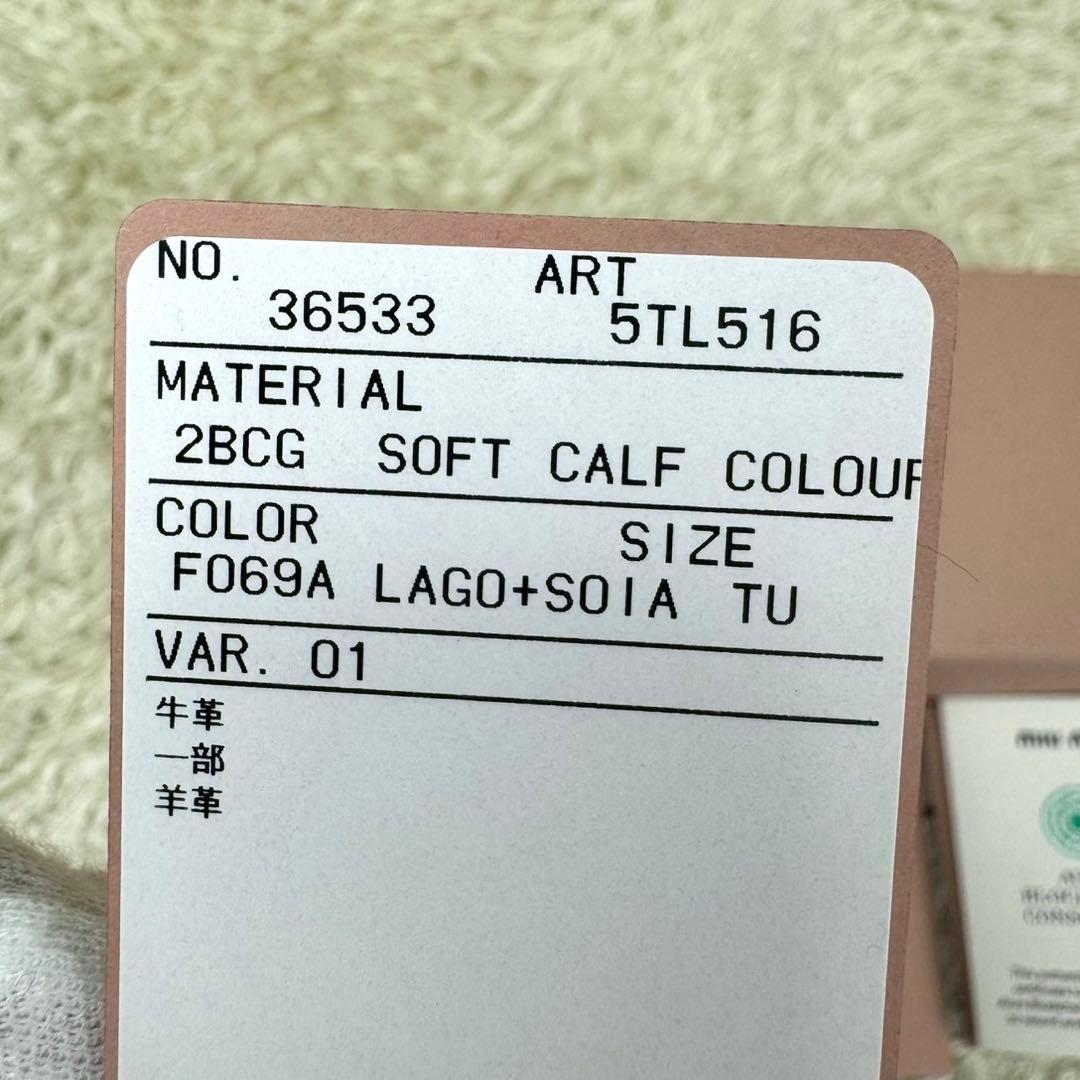 NO. ART
36533 5TL516
MATERIAL
2BCG SOFT CALF COLOUR
COLOR SIZE
F069A LAGO+SOIA TU
VAR. 01
牛革
一部
羊革